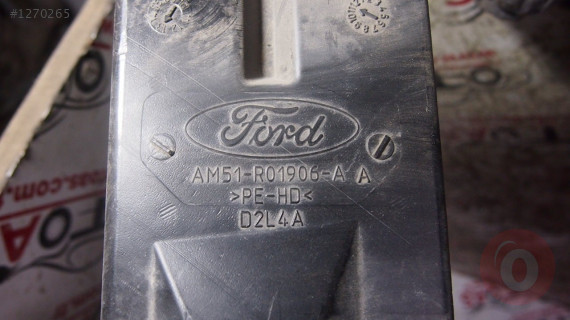 #1270265
Ford
AM51-R01906-A A
>PE-HD<
D2L4A